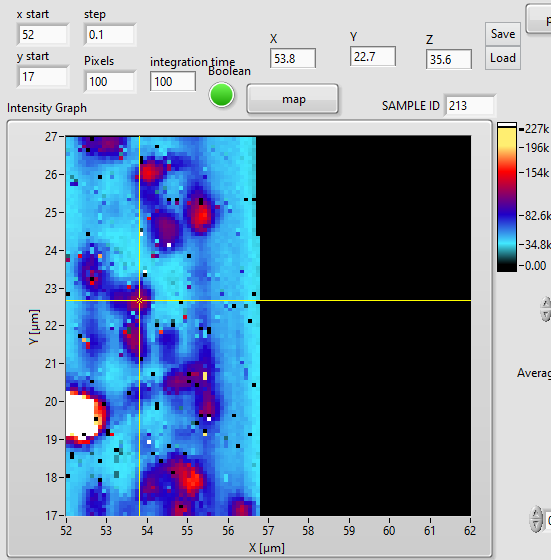 x start
step
52
0.1
y start
Pixels
integration time
17
100
100
Boolean
X
Y
Z
53.8
22.7
35.6
Save
Load
map
SAMPLE ID
213
Intensity Graph
27
26
25
24
23
22
21
20
19
18
17
Y [µm]
52
53
54
55
56
57
58
59
60
61
62
X [µm]
227k
196k
154k
82.6k
34.8k
0.00
Averag